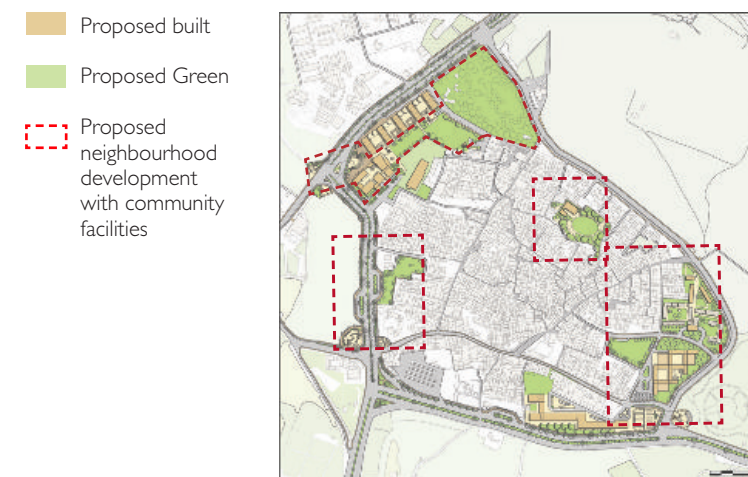 Proposed built
Proposed Green
Proposed
neighbourhood
development
with community
facilities